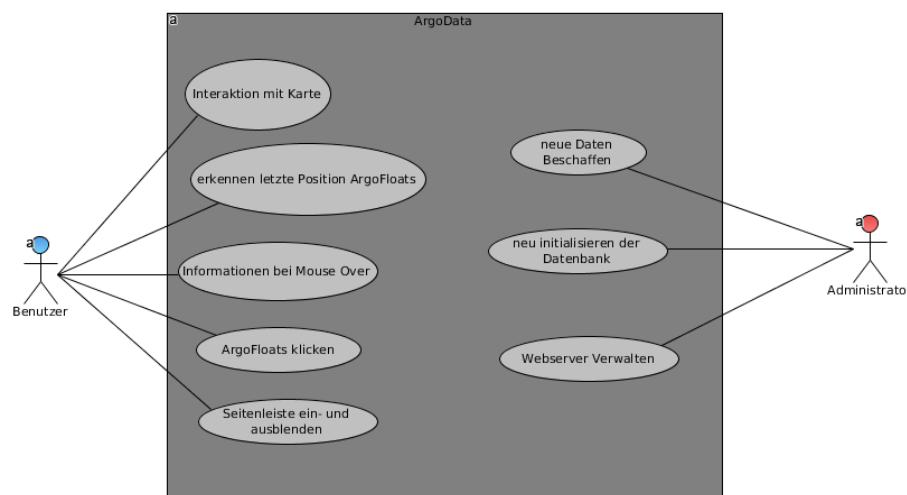 a
ArgoData
Interaktion mit Karte
erkennen letzte Position ArgoFloats
Informationen bei Mouse Over
ArgoFloats klicken
Seitenleiste ein- und
ausblenden
neue Daten
Beschaffen
neu initialisieren der
Datenbank
Webserver Verwalten
a
Benutzer
a
Administrato